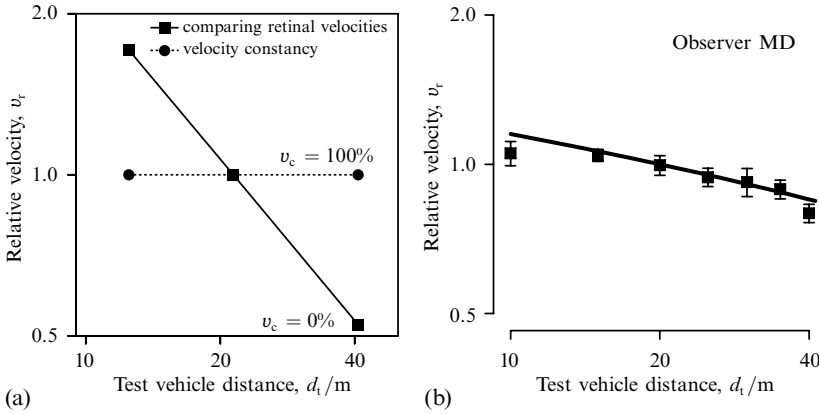 2.0
1.0
0.5
Relative velocity, υr
comparing retinal velocities
velocity constancy
υc = 100%
υc = 0%
10 20 40
Test vehicle distance, dt/m
(a)
2.0
1.0
0.5
Relative velocity, υr
Observer MD
10 20 40
Test vehicle distance, dt/m
(b)